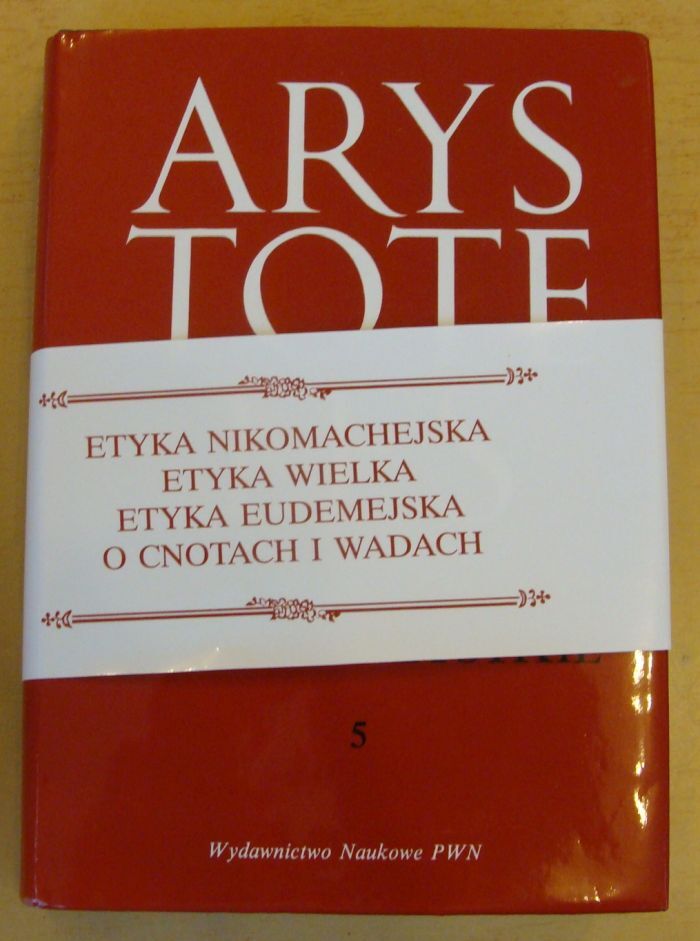 ARYS
TOTE
ETYKA NIKOMACHEJSKA
ETYKA WIELKA
ETYKA EUDEMEJSKA
O CNOTACH I WADACH
5
Wydawnictwo Naukowe PWN